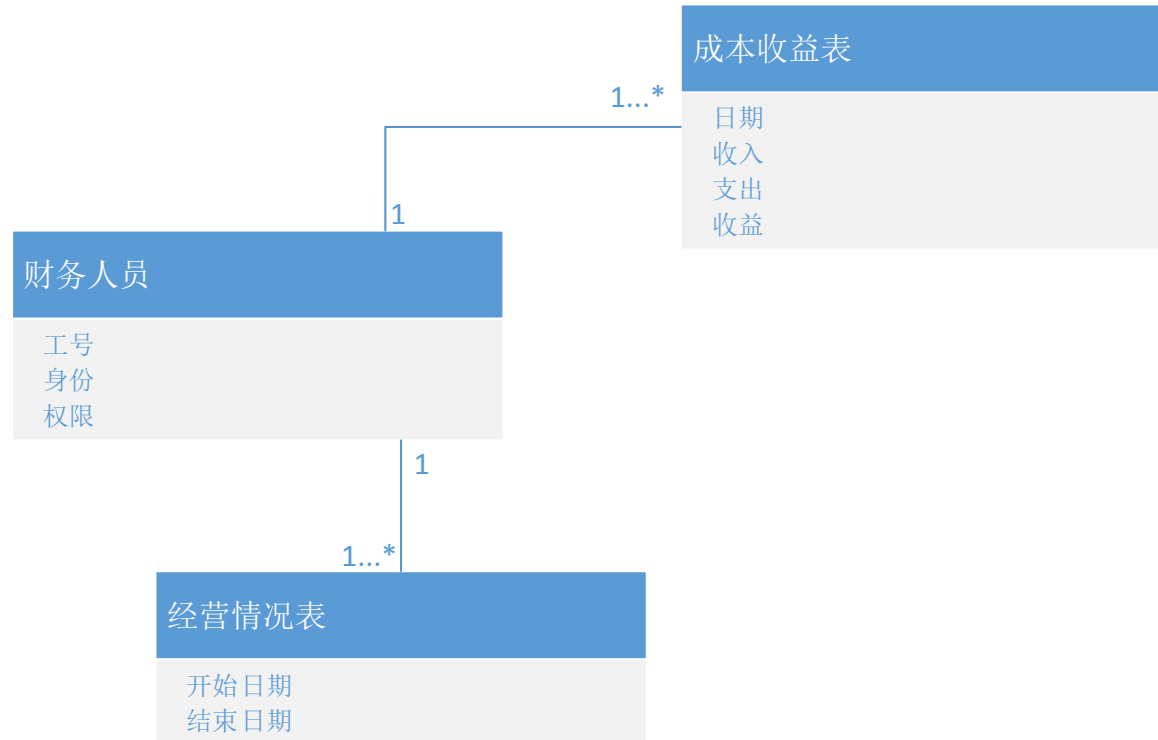 成本收益表
1...*
日期
收入
支出
收益
1
财务人员
工号
身份
权限
1
1...*
经营情况表
开始日期
结束日期